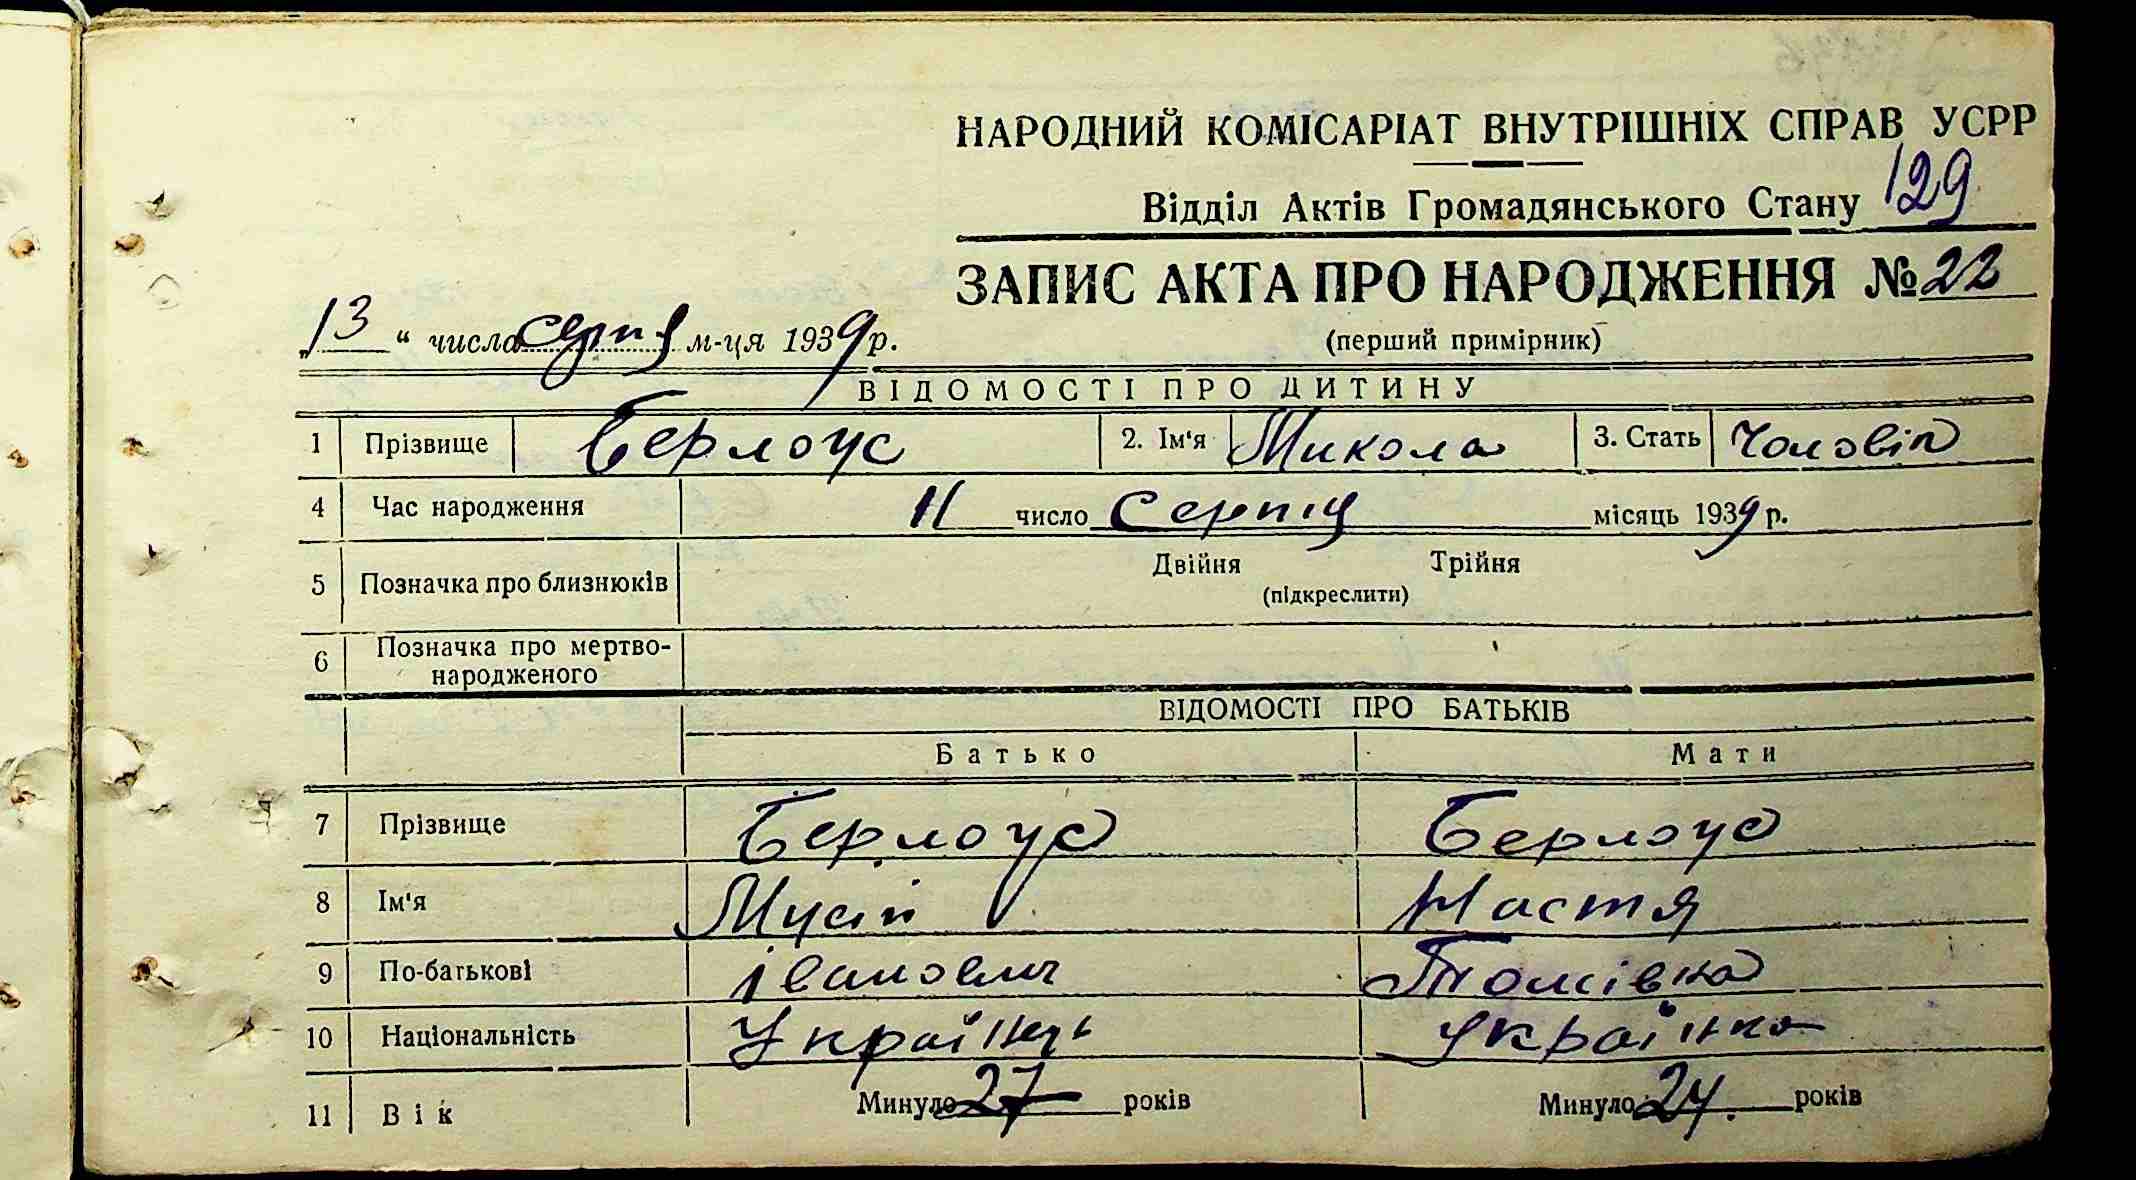 НАРОДНИЙ КОМІСАРІАТ ВНУТРІШНІХ СПРАВ УСРР
Відділ Актів Громадянського Стану 129
ЗАПИС АКТА ПРО НАРОДЖЕННЯ № 22
„13“ числа серпя м-ця 1939 р. (перший примірник)
ВІДОМОСТІ ПРО ДИТИНУ
1 Прізвище Берлоус 2. Ім'я Микола 3. Стать Чоловіч
4 Час народження 11 число Серпня місяць 1939 р.
5 Позначка про близнюків Двійня Трійня
(підкреслити)
6 Позначка про мертво-
народженого
ВІДОМОСТІ ПРО БАТЬКІВ
Батько Мати
7 Прізвище Берлоус Берлоус
8 Ім'я Мусій Настя
9 По-батькові Іванович Томівна
10 Національність Українець Українка
11 Вік Минуло 27 років Минуло 24 років